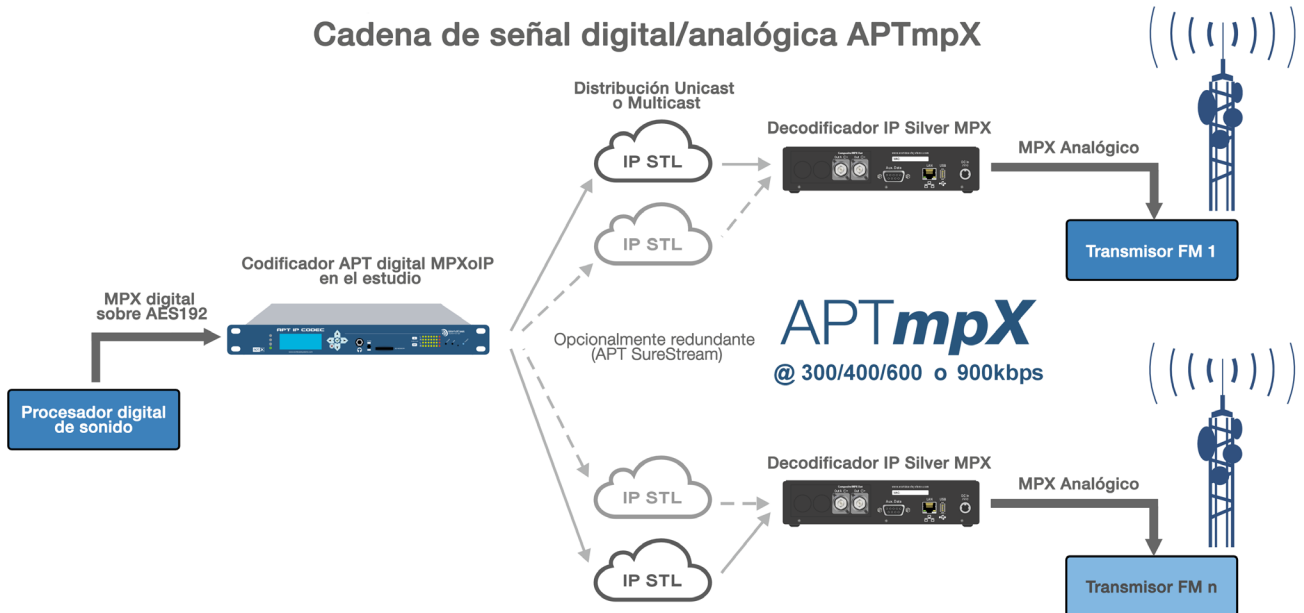 Cadena de señal digital/analógica APTmpX
Distribución Unicast
o Multicast
IP STL
IP STL
Decodificador IP Silver MPX
MPX Analógico
Transmisor FM 1
Codificador APT digital MPXoIP
en el estudio
MPX digital
sobre AES192
APT IP CODEC
Procesador digital
de sonido
Opcionalmente redundante
(APT SureStream)
APTmpX
@ 300/400/600 o 900kbps
IP STL
IP STL
Decodificador IP Silver MPX
MPX Analógico
Transmisor FM n